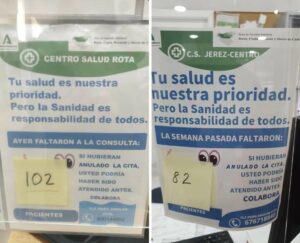 CENTRO SALUD ROTA
Tu salud es nuestra
prioridad.
Pero la Sanidad es
responsabilidad de todos.
AYER FALTARON A LA CONSULTA:
102
SI HUBIERAN
ANULADO LA CITA,
USTED PODRÍA
HABER SIDO
ATENDIDO ANTES.
COLABORA
PACIENTES
C.S. JEREZ-CENTRO
Tu salud es
nuestra prioridad.
Pero la Sanidad es
responsabilidad de todos.
LA SEMANA PASADA FALTARON:
82
SI HUBIERAN
ANULADO LA CITA,
USTED PODRÍA
HABER SIDO
ATENDIDO ANTES.
COLABORA
PACIENTES